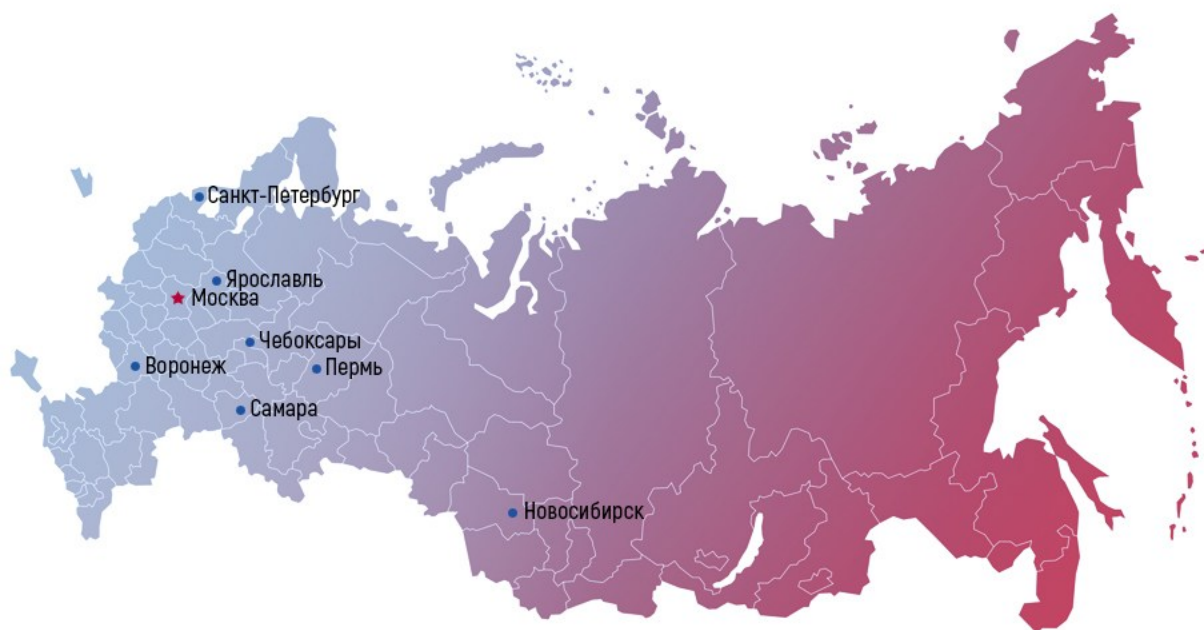 Санкт-Петербург
Ярославль
Москва
Чебоксары
Воронеж
Пермь
Самара
Новосибирск